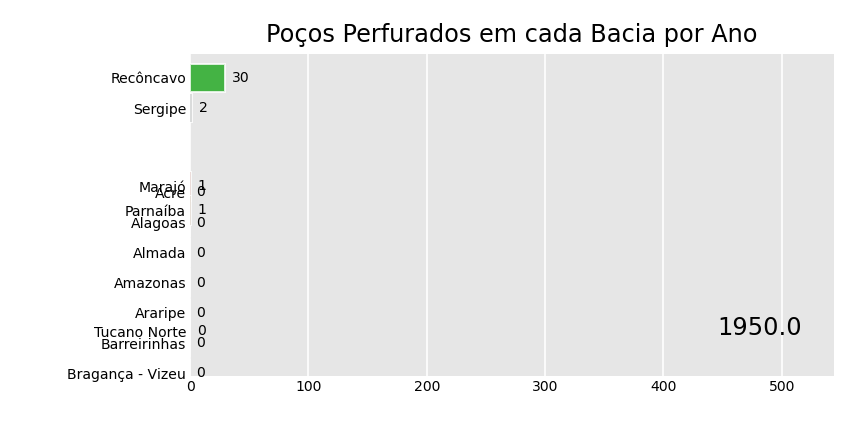 Poços Perfurados em cada Bacia por Ano
Recôncavo 30
Sergipe 2
Marajó 1
Acre 0
Parnaíba 1
Alagoas 0
Almada 0
Amazonas 0
Araripe 0
Tucano Norte 0
1950.0
Barreirinhas 0
Bragança - Vizeu 0
0 100 200 300 400 500